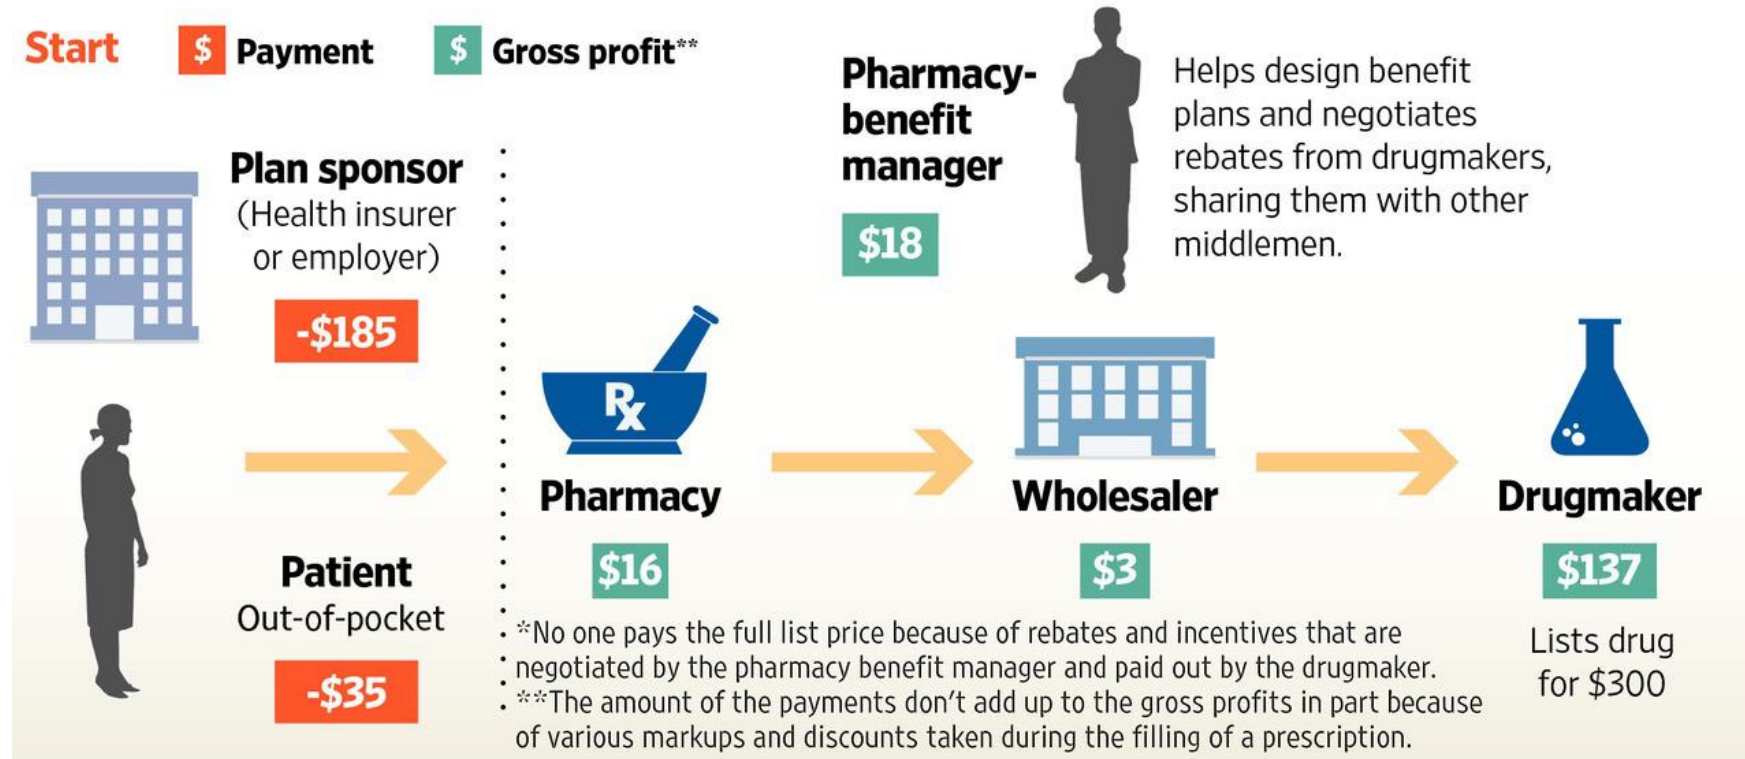 Start
$ Payment
$ Gross profit**
Plan sponsor
(Health insurer
or employer)
-$185
Patient
Out-of-pocket
-$35
Pharmacy-
benefit
manager
$18
Helps design benefit
plans and negotiates
rebates from drugmakers,
sharing them with other
middlemen.
Rx
Pharmacy
$16
Wholesaler
$3
Drugmaker
$137
Lists drug
for $300
*No one pays the full list price because of rebates and incentives that are
negotiated by the pharmacy benefit manager and paid out by the drugmaker.
**The amount of the payments don't add up to the gross profits in part because
of various markups and discounts taken during the filling of a prescription.